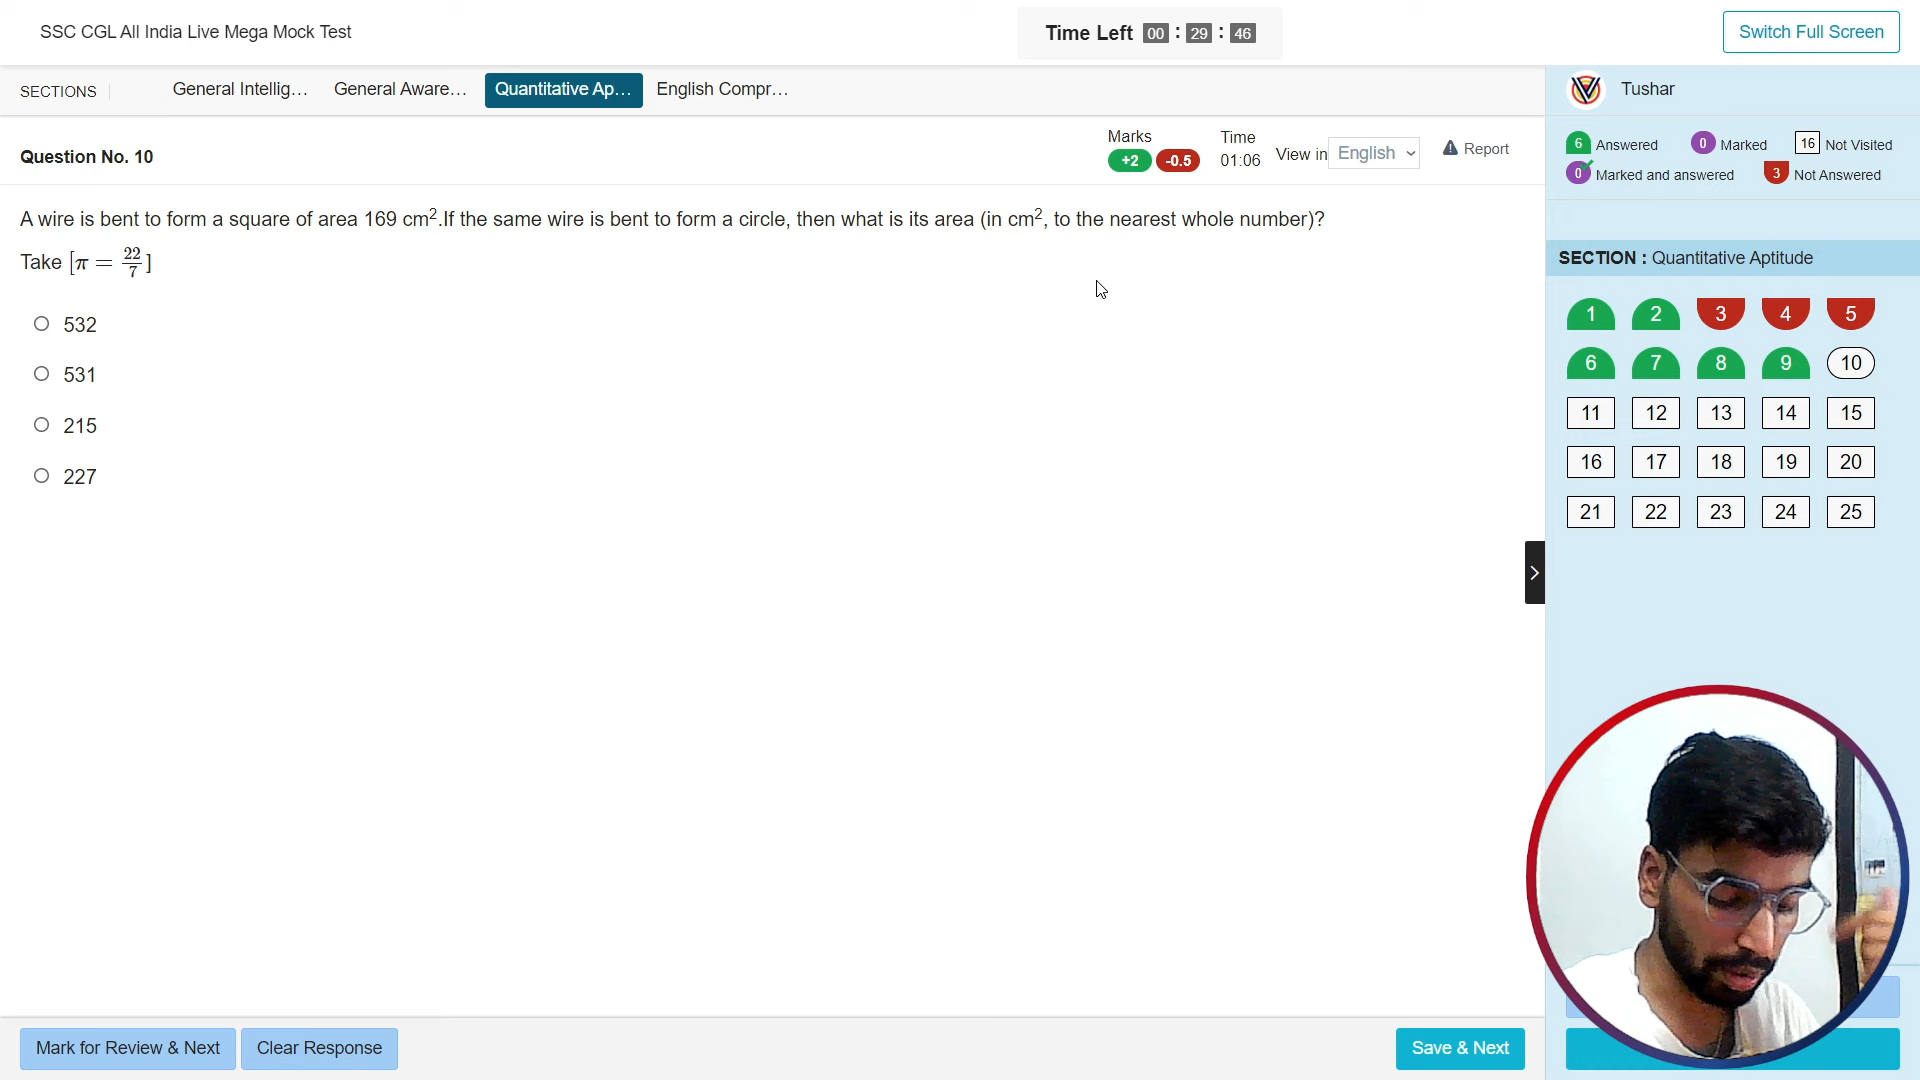 SSC CGL All India Live Mega Mock Test
Time Left 00 : 29 : 46
Switch Full Screen
SECTIONS
General Intellig...
General Aware...
Quantitative Ap...
English Compr...
Tushar
Question No. 10
Marks
+2 -0.5
Time
01:06
View in English
Report
6 Answered
0 Marked
16 Not Visited
0 Marked and answered
3 Not Answered
A wire is bent to form a square of area 169 cm².If the same wire is bent to form a circle, then what is its area (in cm², to the nearest whole number)?
Take [π = 22/7]
532
531
215
227
SECTION : Quantitative Aptitude
1 2 3 4 5
6 7 8 9 10
11 12 13 14 15
16 17 18 19 20
21 22 23 24 25
Mark for Review & Next
Clear Response
Save & Next